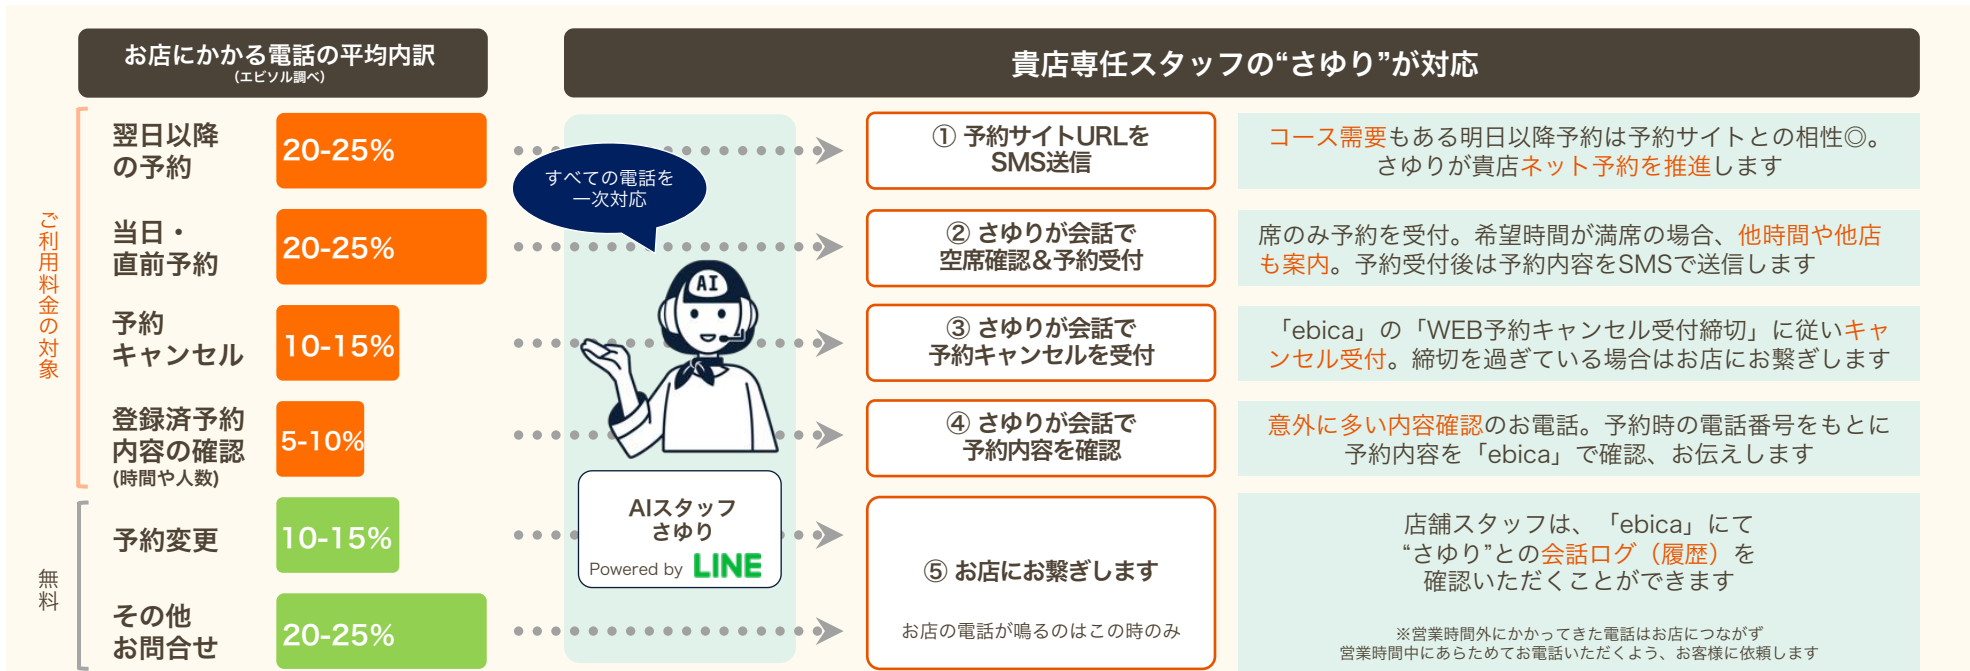 お店にかかる電話の平均内訳
(エビソル調べ)
貴店専任スタッフの“さゆり”が対応
ご利用料金の対象
翌日以降
の予約
20-25%
すべての電話を
一次対応
① 予約サイトURLを
SMS送信
コース需要もある明日以降予約は予約サイトとの相性◎。
さゆりが貴店ネット予約を推進します
当日・
直前予約
20-25%
② さゆりが会話で
空席確認&予約受付
席のみ予約を受付。希望時間が満席の場合、他時間や他店
も案内。予約受付後は予約内容をSMSで送信します
予約
キャンセル
10-15%
AI
③ さゆりが会話で
予約キャンセルを受付
「ebica」の「WEB予約キャンセル受付締切」に従いキャ
ンセル受付。締切を過ぎている場合はお店にお繋ぎします
登録済予約
内容の確認
(時間や人数)
5-10%
④ さゆりが会話で
予約内容を確認
意外に多い内容確認のお電話。予約時の電話番号をもとに
予約内容を「ebica」で確認、お伝えします
無料
予約変更
10-15%
AIスタッフ
さゆり
Powered by LINE
その他
お問合せ
20-25%
⑤ お店にお繋ぎします
お店の電話が鳴るのはこの時のみ
店舗スタッフは、「ebica」にて
“さゆり”との会話ログ（履歴）を
確認いただくことができます
※営業時間外にかかってきた電話はお店につながず
営業時間中にあらためてお電話いただくよう、お客様に依頼します